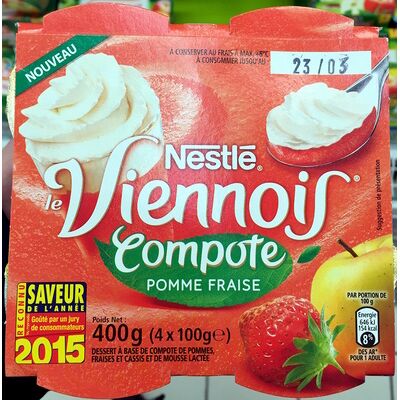 NOUVEAU
A CONSERVER AU FRAIS À MAX. +8°C
À CONSOMMER JUSQU'AU
23/03
Nestlé®
le Viennois®
Compote
POMME FRAISE
RECONNU
SAVEUR
DE L'ANNÉE
Goûté par un jury
de consommateurs
2015
Poids Net :
400g (4 x 100g℮)
DESSERT À BASE DE COMPOTE DE POMMES,
FRAISES ET CASSIS ET DE MOUSSE LACTÉE
Suggestion de présentation
PAR PORTION DE
100 g
Energie
646 kJ
154 kcal
8%
DES AR*
POUR 1 ADULTE